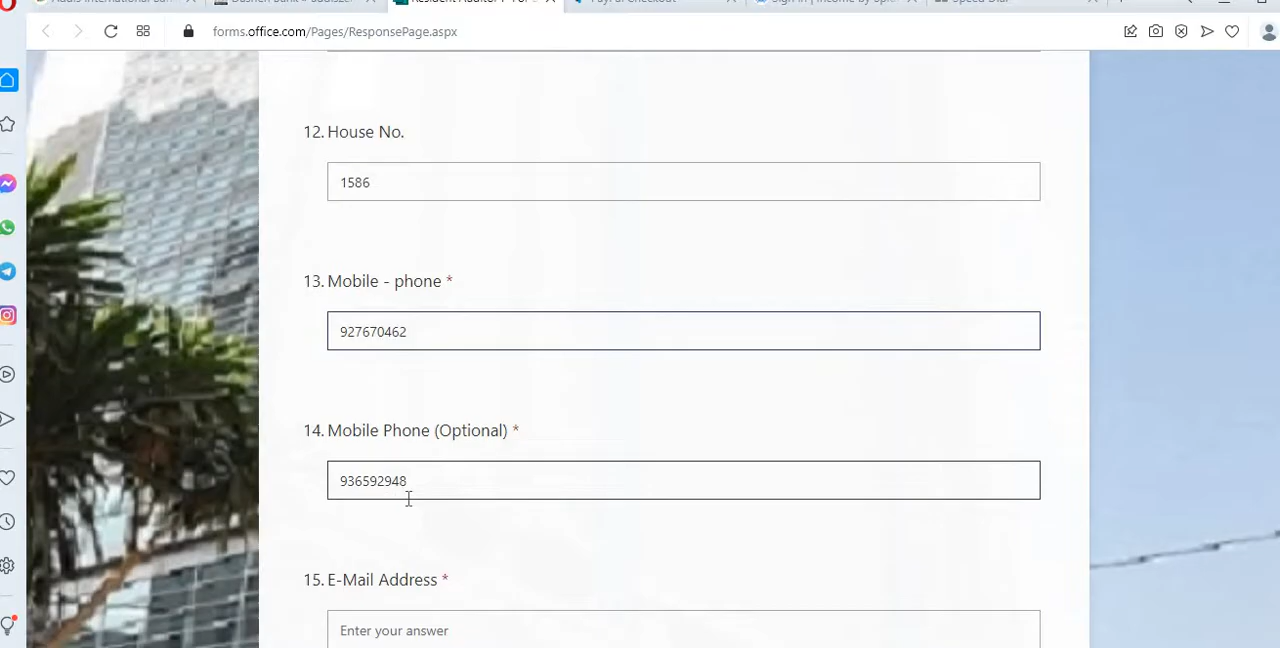 forms.office.com/Pages/ResponsePage.aspx
12. House No.
1586
13. Mobile - phone *
927670462
14. Mobile Phone (Optional) *
936592948
15. E-Mail Address *
Enter your answer